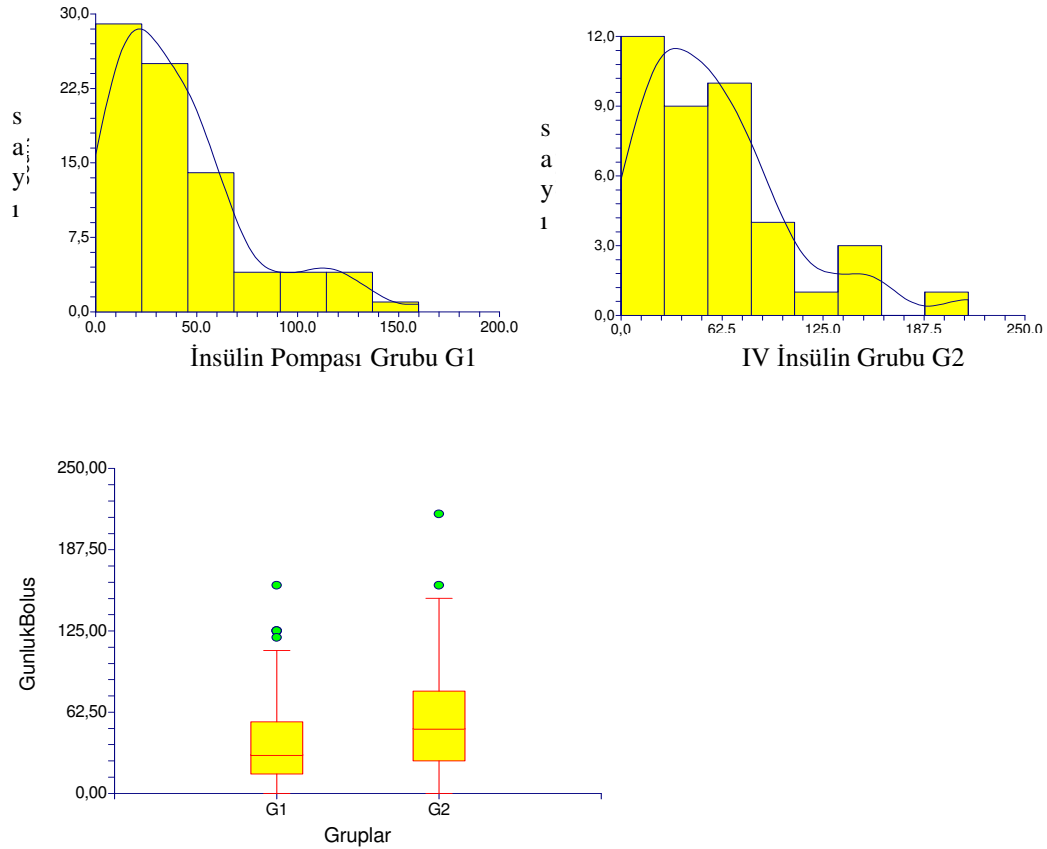 30.0
22.5
15.0
7.5
0.0
0.0 50.0 100.0 150.0 200.0
s
a
y
ı
İnsülin Pompası Grubu G1
12,0
9,0
6,0
3,0
0,0
0,0 62.5 125.0 187.5 250.0
s
a
y
ı
IV İnsülin Grubu G2
250,00
187,50
125,00
62,50
0,00
GunlukBolus
G1 G2
Gruplar